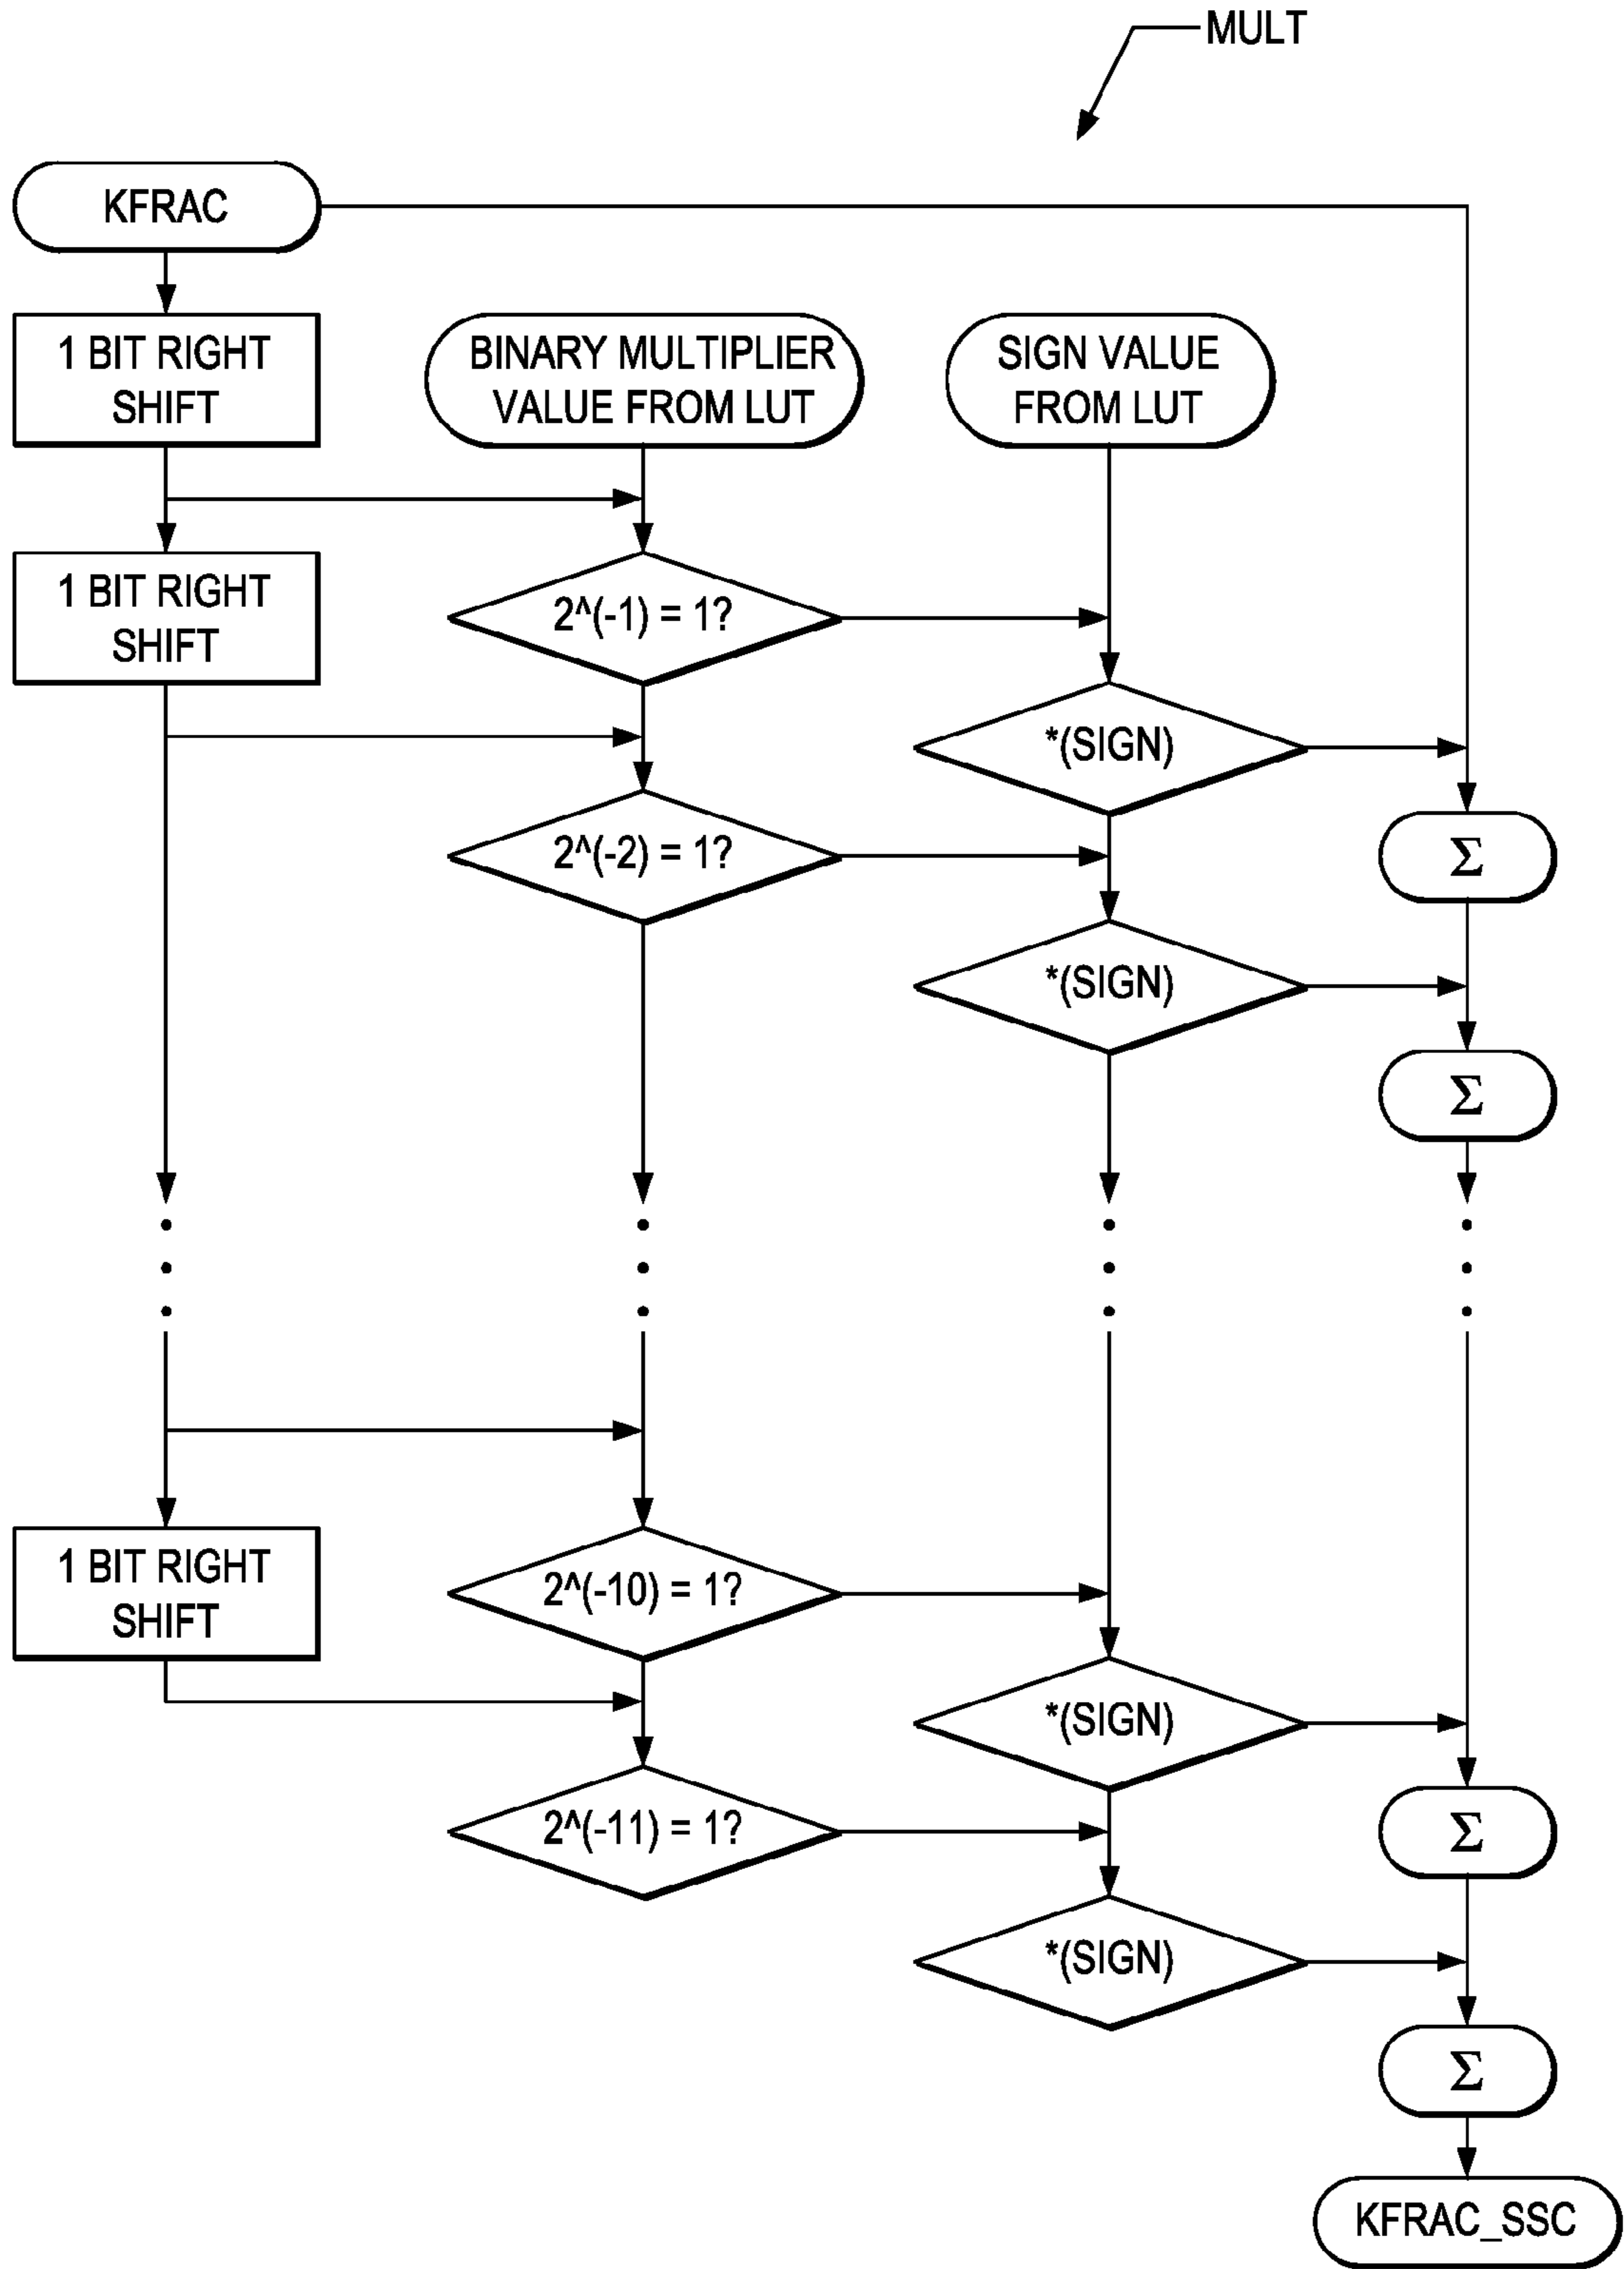 MULT
KFRAC
1 BIT RIGHT
SHIFT
BINARY MULTIPLIER
VALUE FROM LUT
SIGN VALUE
FROM LUT
1 BIT RIGHT
SHIFT
2^(-1) = 1?
*(SIGN)
2^(-2) = 1?
Σ
*(SIGN)
Σ
1 BIT RIGHT
SHIFT
2^(-10) = 1?
*(SIGN)
2^(-11) = 1?
Σ
*(SIGN)
Σ
KFRAC_SSC